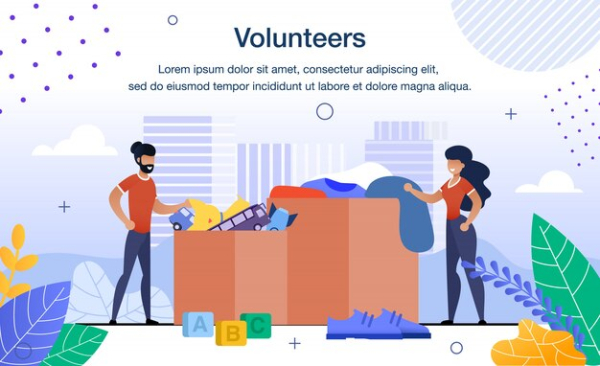 Volunteers
Lorem ipsum dolor sit amet, consectetur adipiscing elit,
sed do eiusmod tempor incididunt ut labore et dolore magna aliqua.
A B C